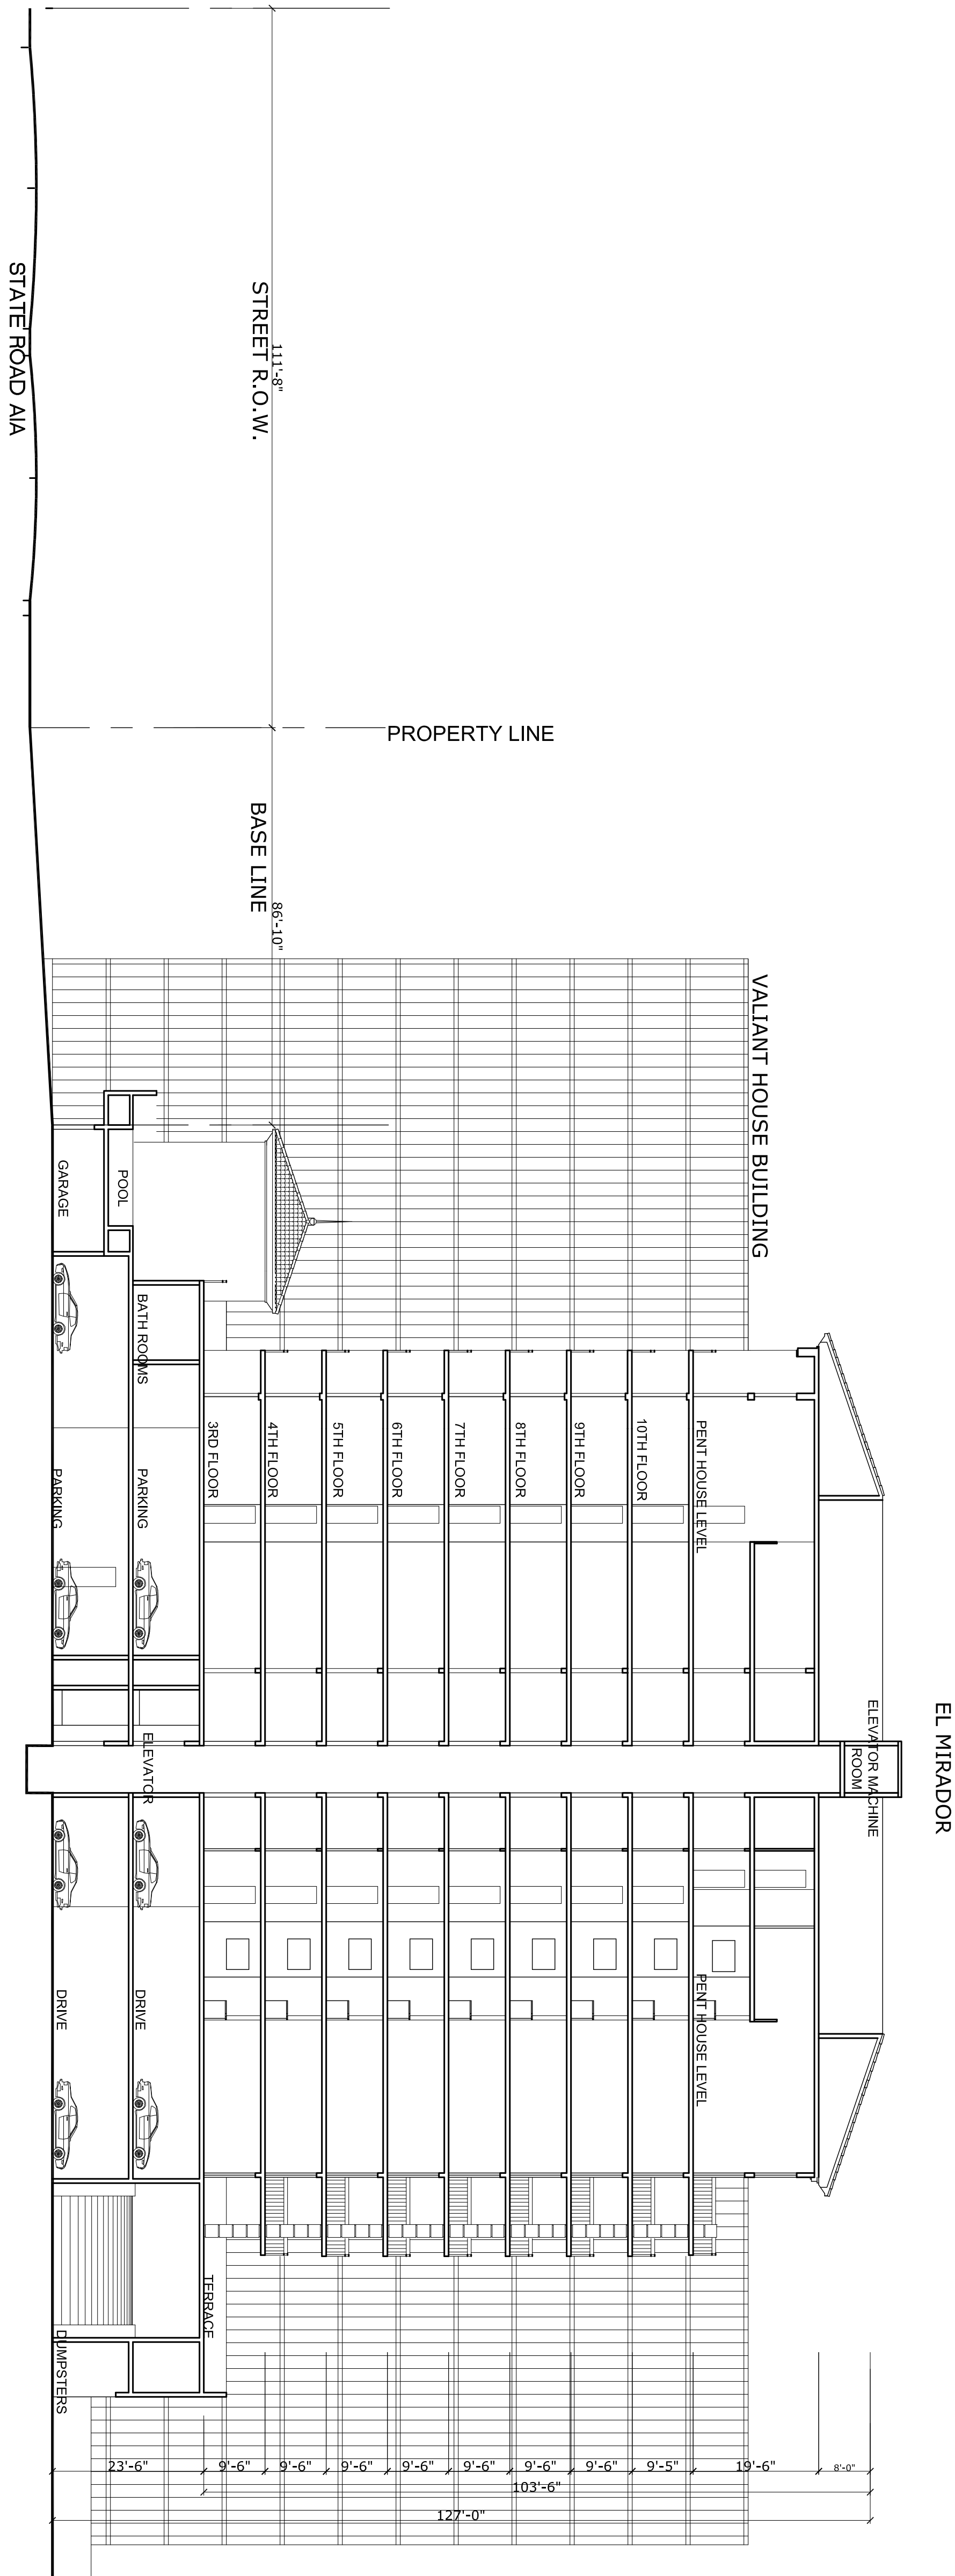 EL MIRADOR
ELEVATOR MACHINE
ROOM
VALIANT HOUSE BUILDING
PENT HOUSE LEVEL
PENT HOUSE LEVEL
10TH FLOOR
9TH FLOOR
8TH FLOOR
7TH FLOOR
6TH FLOOR
5TH FLOOR
4TH FLOOR
3RD FLOOR
PROPERTY LINE
STREET R.O.W.
111'-8"
BASE LINE
86'-10"
STATE ROAD AIA
POOL
GARAGE
BATH ROOMS
PARKING
PARKING
ELEVATOR
DRIVE
DRIVE
TERRACE
DUMPSTERS
23'-6"
9'-6"
9'-6"
9'-6"
9'-6"
9'-6"
9'-6"
9'-6"
9'-5"
19'-6"
8'-0"
103'-6"
127'-0"